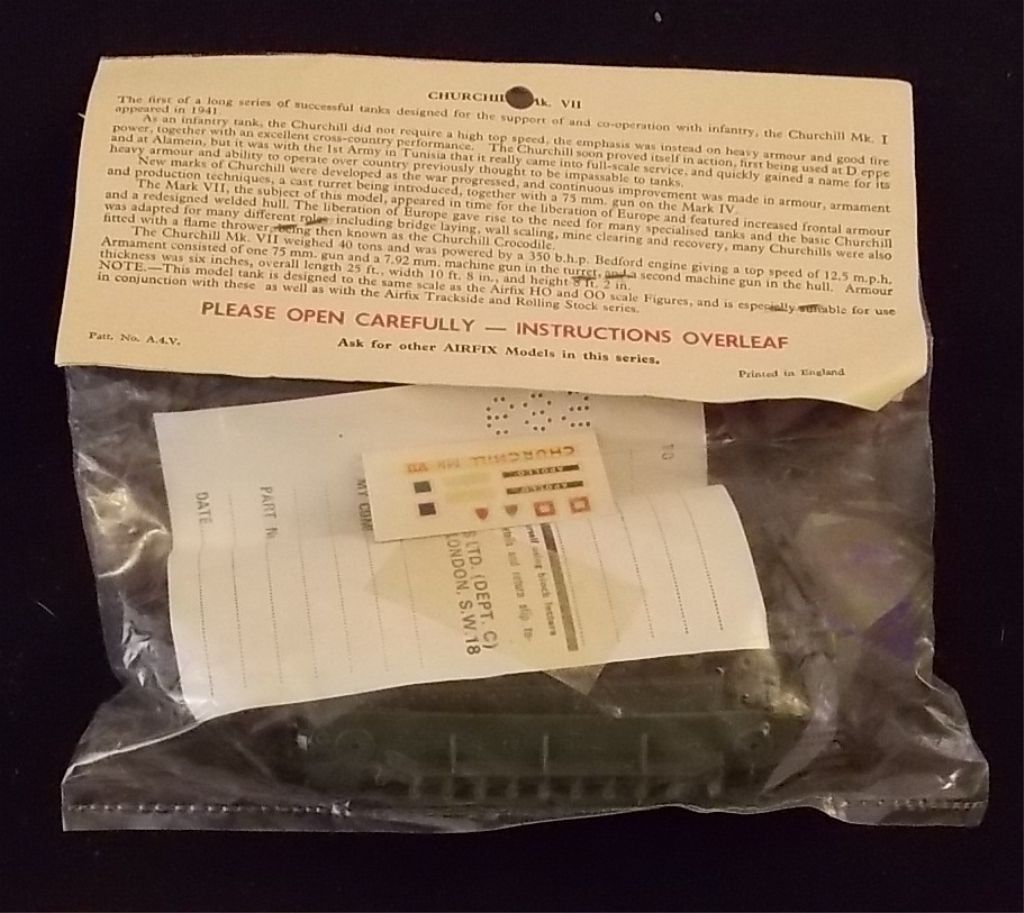 CHURCHIL Mk. VII
The first of a long series of successful tanks designed for the support of and co-operation with infantry, the Churchill Mk. I
appeared in 1941.
As an infantry tank, the Churchill did not require a high top speed, the emphasis was instead on heavy armour and good fire
power, together with an excellent cross-country performance. The Churchill soon proved itself in action, first being used at D eppe
and at Alamein, but it was with the 1st Army in Tunisia that it really came into full-scale service, and quickly gained a name for its
heavy armour and ability to operate over country previously thought to be impassable to tanks.
New marks of Churchill were developed as the war progressed, and continuous improvement was made in armour, armament
and production techniques, a cast turret being introduced, together with a 75 mm. gun on the Mark IV.
The Mark VII, the subject of this model, appeared in time for the liberation of Europe and featured increased frontal armour
and a redesigned welded hull. The liberation of Europe gave rise to the need for many specialised tanks and the basic Churchill
was adapted for many different roles including bridge laying, wall scaling, mine clearing and recovery, many Churchills were also
fitted with a flame thrower, being then known as the Churchill Crocodile.
The Churchill Mk. VII weighed 40 tons and was powered by a 350 b.h.p. Bedford engine giving a top speed of 12.5 m.p.h.
Armament consisted of one 75 mm. gun and a 7.92 mm. machine gun in the turret, and a second machine gun in the hull. Armour
thickness was six inches, overall length 25 ft., width 10 ft. 8 in., and height 8 ft. 2 in.
NOTE.—This model tank is designed to the same scale as the Airfix HO and OO scale Figures, and is especially suitable for use
in conjunction with these as well as with the Airfix Trackside and Rolling Stock series.
PLEASE OPEN CAREFULLY — INSTRUCTIONS OVERLEAF
Patt. No. A.4.V.
Ask for other AIRFIX Models in this series.
Printed in England
CHURCHILL Mk VII
APOLLO
APOLLO
TO
DATE
PART N
MY COM
S LTD. (DEPT. C)
LONDON, S.W.18
using block letters
and return slip to-